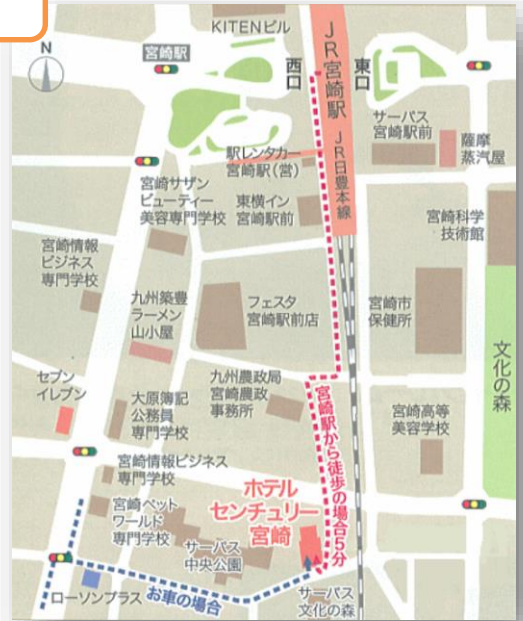 KITENビル
N
宮崎駅
西口
JR宮崎駅
東口
JR日豊本線
サーパス
宮崎駅前
薩摩
蒸汽屋
駅レンタカー
宮崎駅(営)
宮崎サザン
ビューティー
美容専門学校
東横イン
宮崎駅前
宮崎科学
技術館
宮崎情報
ビジネス
専門学校
九州築豊
ラーメン
山小屋
フェスタ
宮崎駅前店
宮崎市
保健所
文化の森
セブン
イレブン
大原簿記
公務員
専門学校
九州農政局
宮崎農政
事務所
宮崎駅から徒歩の場合5分
宮崎高等
美容学校
宮崎情報ビジネス
専門学校
ホテル
センチュリー
宮崎
宮崎ペット
ワールド
専門学校
サーパス
中央公園
ローソンプラス
お車の場合
サーパス
文化の森